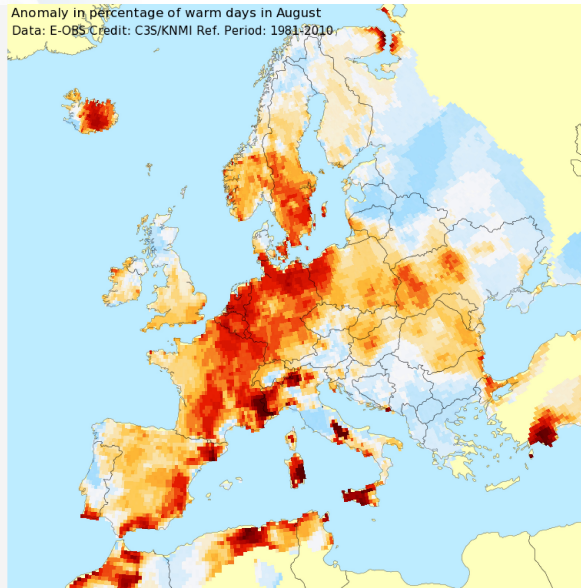 Anomaly in percentage of warm days in August
Data: E-OBS Credit: C3S/KNMI Ref. Period: 1981-2010